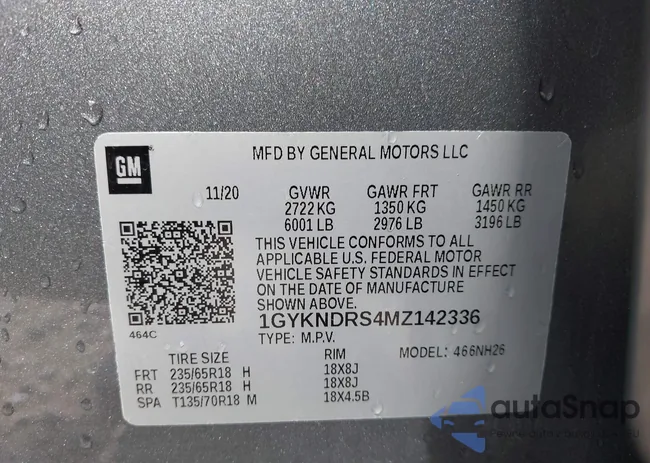 GM
MFD BY GENERAL MOTORS LLC
11/20 GVWR GAWR FRT GAWR RR
2722 KG 1350 KG 1450 KG
6001 LB 2976 LB 3196 LB
THIS VEHICLE CONFORMS TO ALL
APPLICABLE U.S. FEDERAL MOTOR
VEHICLE SAFETY STANDARDS IN EFFECT
ON THE DATE OF MANUFACTURE
SHOWN ABOVE.
464C
1GYKNDRS4MZ142336
TYPE: M.P.V. MODEL: 466NH26
TIRE SIZE RIM
FRT 235/65R18 H 18X8J
RR 235/65R18 H 18X8J
SPA T135/70R18 M 18X4.5B
autoSnap